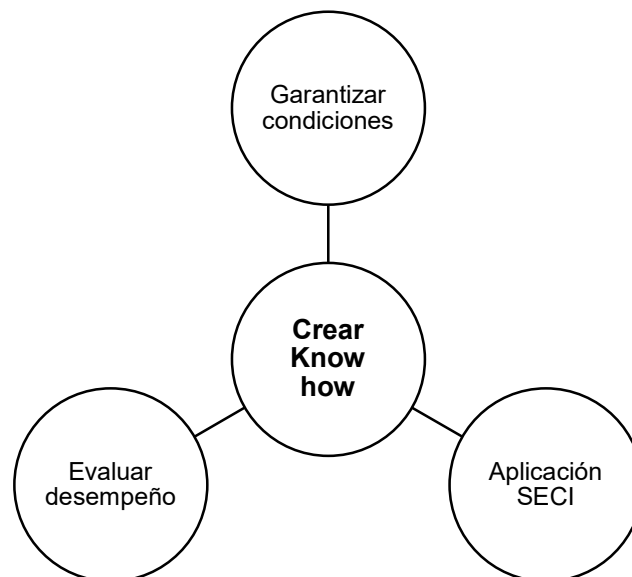 Garantizar
condiciones
Crear
Know
how
Evaluar
desempeño
Aplicación
SECI